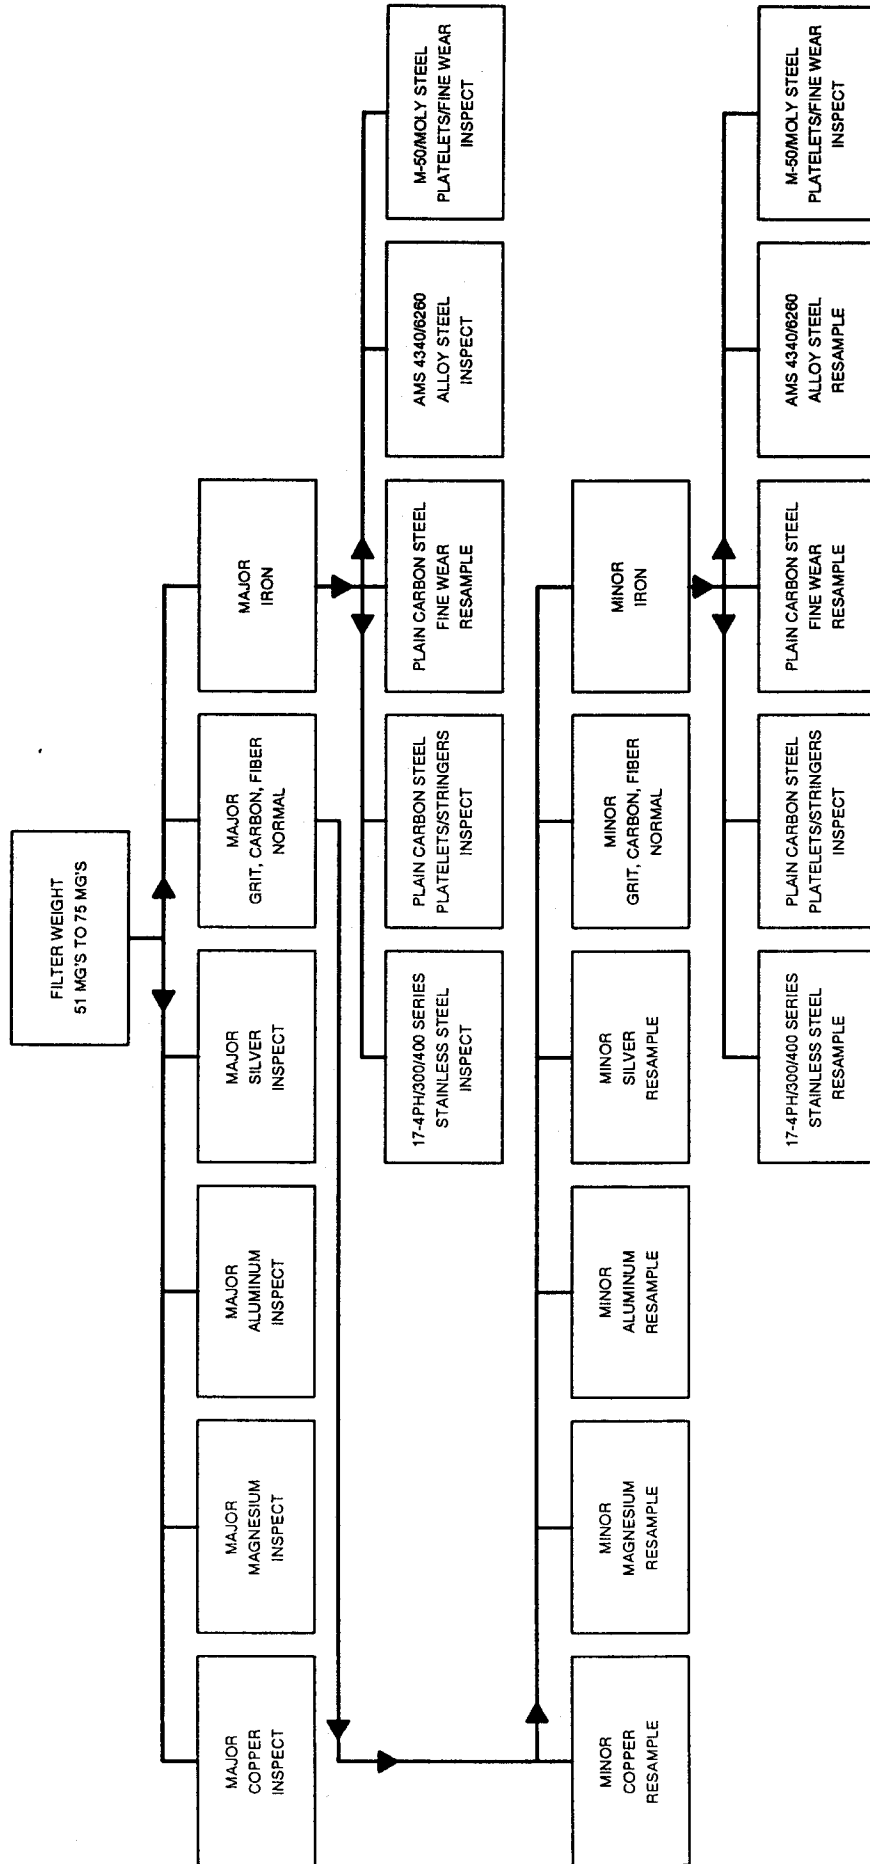 FILTER WEIGHT
51 MG'S TO 75 MG'S
MAJOR
COPPER
INSPECT
MAJOR
MAGNESIUM
INSPECT
MAJOR
ALUMINUM
INSPECT
MAJOR
SILVER
INSPECT
MAJOR
GRIT, CARBON, FIBER
NORMAL
MAJOR
IRON
17-4PH/300/400 SERIES
STAINLESS STEEL
INSPECT
PLAIN CARBON STEEL
PLATELETS/STRINGERS
INSPECT
PLAIN CARBON STEEL
FINE WEAR
RESAMPLE
AMS 4340/6260
ALLOY STEEL
INSPECT
M-50/MOLY STEEL
PLATELETS/FINE WEAR
INSPECT
MINOR
COPPER
RESAMPLE
MINOR
MAGNESIUM
RESAMPLE
MINOR
ALUMINUM
RESAMPLE
MINOR
SILVER
RESAMPLE
MINOR
GRIT, CARBON, FIBER
NORMAL
MINOR
IRON
17-4PH/300/400 SERIES
STAINLESS STEEL
RESAMPLE
PLAIN CARBON STEEL
PLATELETS/STRINGERS
INSPECT
PLAIN CARBON STEEL
FINE WEAR
RESAMPLE
AMS 4340/6260
ALLOY STEEL
RESAMPLE
M-50/MOLY STEEL
PLATELETS/FINE WEAR
INSPECT